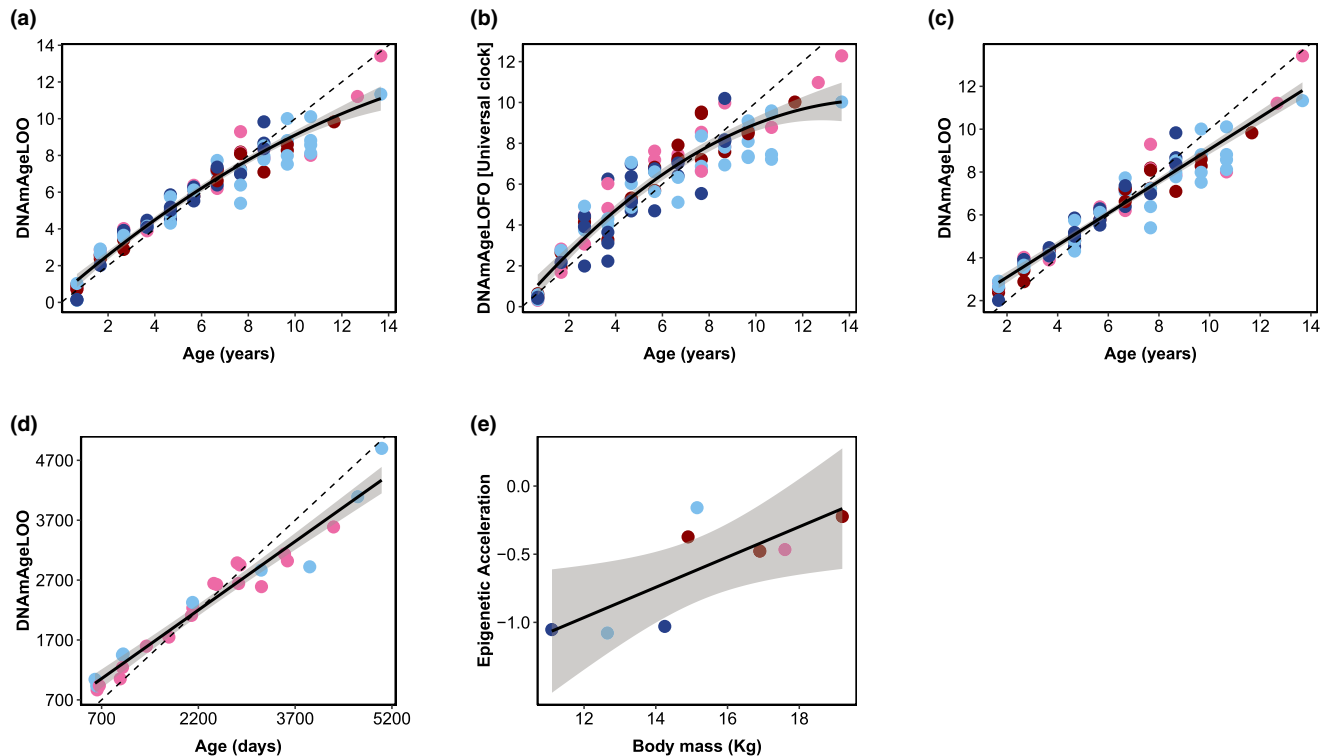 (a)
DNAmAgeLOO
14
12
10
8
6
4
2
0
2 4 6 8 10 12 14
Age (years)
(b)
DNAmAgeLOFO [Universal clock]
12
10
8
6
4
2
0
2 4 6 8 10 12 14
Age (years)
(c)
DNAmAgeLOO
12
10
8
6
4
2
2 4 6 8 10 12 14
Age (years)
(d)
DNAmAgeLOO
4700
3700
2700
1700
700
700 2200 3700 5200
Age (days)
(e)
Epigenetic Acceleration
0.0
−0.5
−1.0
12 14 16 18
Body mass (Kg)